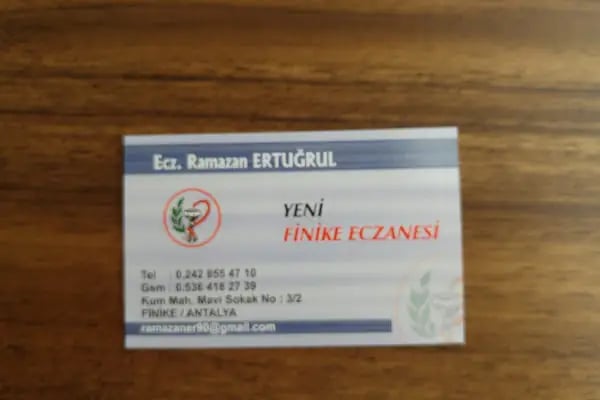 Ecz. Ramazan ERTUĞRUL
YENİ
FİNİKE ECZANESİ
Tel : 0.242 855 47 10
Gsm : 0.536 418 27 39
Kum Mah. Mavi Sokak No : 3/2
FİNİKE / ANTALYA
ramazaner90@gmail.com